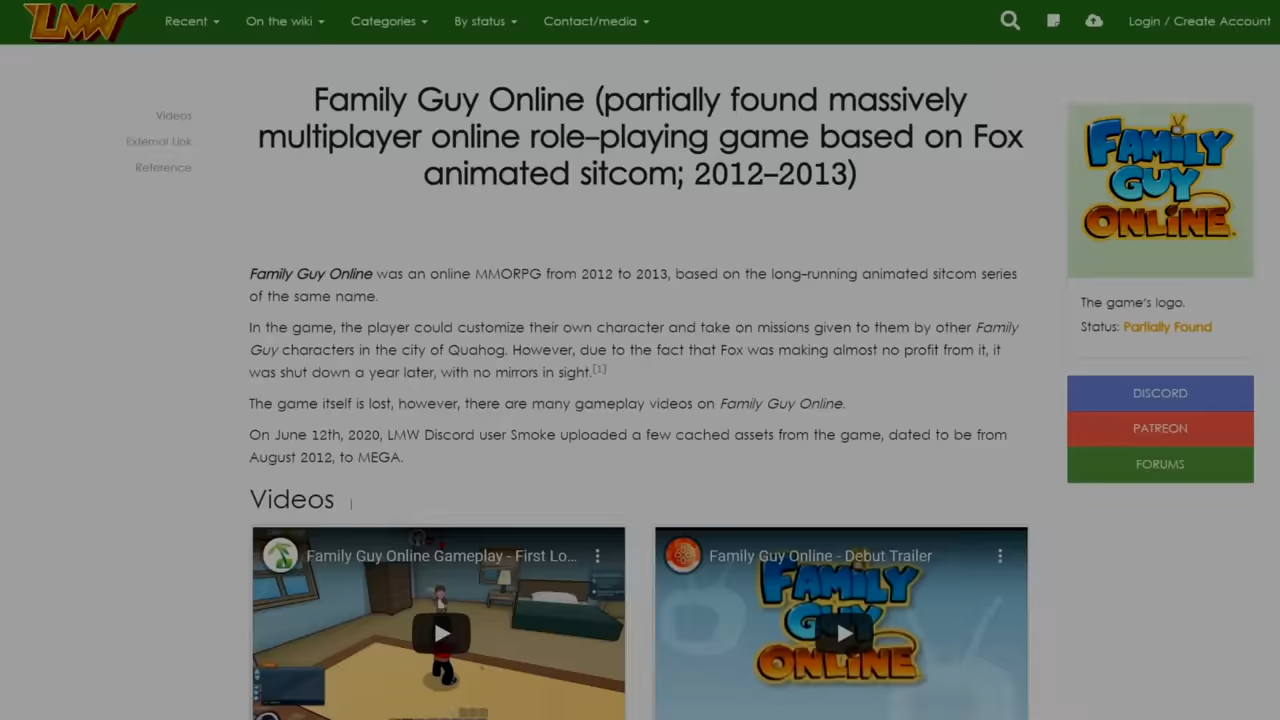 LMW Recent On the wiki Categories By status Contact/media Login / Create Account
Videos
External Link
Reference
Family Guy Online (partially found massively
multiplayer online role-playing game based on Fox
animated sitcom; 2012-2013)
Family Guy Online was an online MMORPG from 2012 to 2013, based on the long-running animated sitcom series
of the same name.
In the game, the player could customize their own character and take on missions given to them by other Family
Guy characters in the city of Quahog. However, due to the fact that Fox was making almost no profit from it, it
was shut down a year later, with no mirrors in sight.[1]
The game itself is lost, however, there are many gameplay videos on Family Guy Online.
On June 12th, 2020, LMW Discord user Smoke uploaded a few cached assets from the game, dated to be from
August 2012, to MEGA.
Videos
Family Guy Online Gameplay - First Lo...
Family Guy Online - Debut Trailer
FAMILY
GUY
ONLINE
FAMILY
GUY
ONLINE
The game's logo.
Status: Partially Found
DISCORD
PATREON
FORUMS